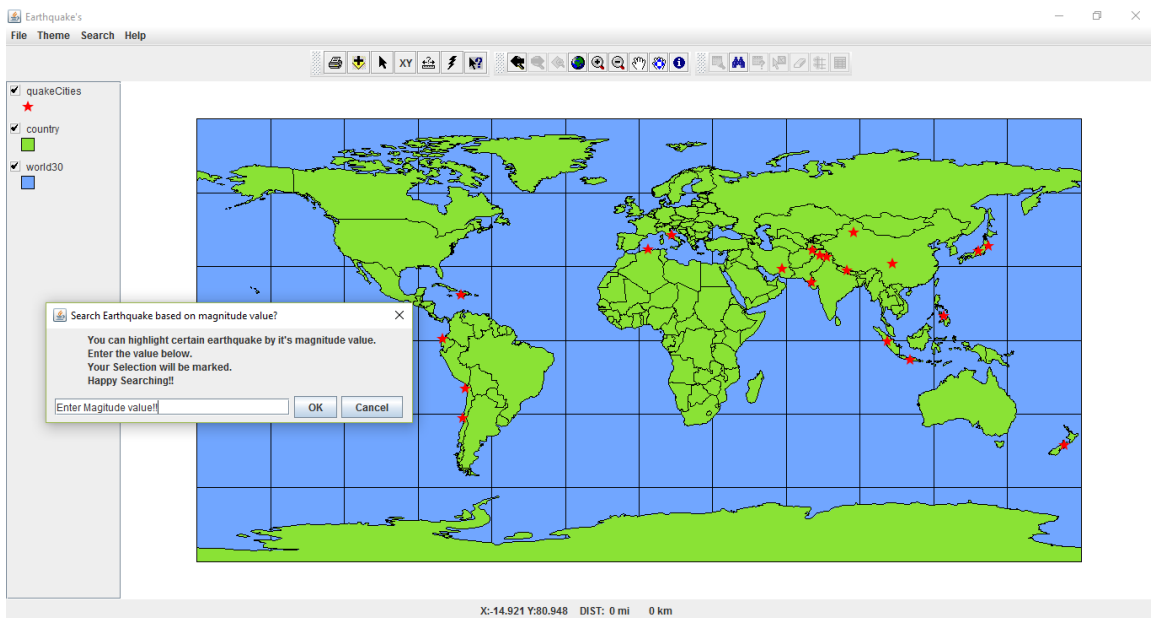 Earthquake's
File Theme Search Help
XY
quakeCities
country
world30
Search Earthquake based on magnitude value?
You can highlight certain earthquake by it's magnitude value.
Enter the value below.
Your Selection will be marked.
Happy Searching!!
Enter Magitude value!!
OK Cancel
X:-14.921 Y:80.948 DIST: 0 mi 0 km